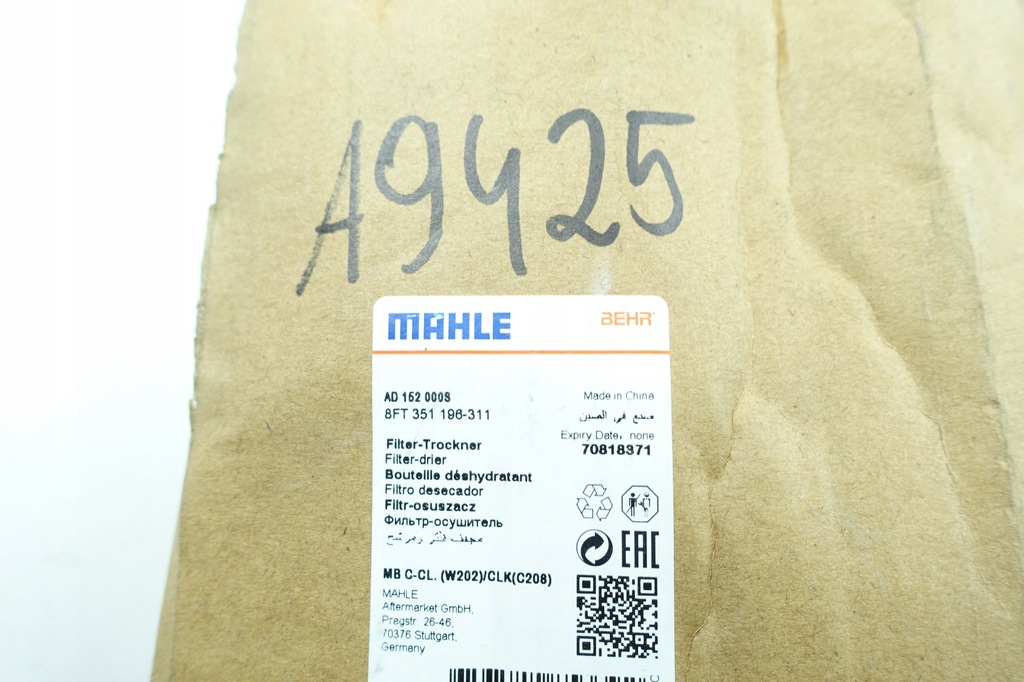 A9425
MAHLE
BEHR®
AD 152 000S
8FT 351 196-311
Made in China
صنع في الصين
Expiry Date: none
70818371
Filter-Trockner
Filter-drier
Bouteille déshydratant
Filtro desecador
Filtr-osuszacz
Фильтр-осушитель
EAC
MB C-CL. (W202)/CLK(C208)
MAHLE
Aftermarket GmbH,
Pragstr. 26-46,
70376 Stuttgart,
Germany